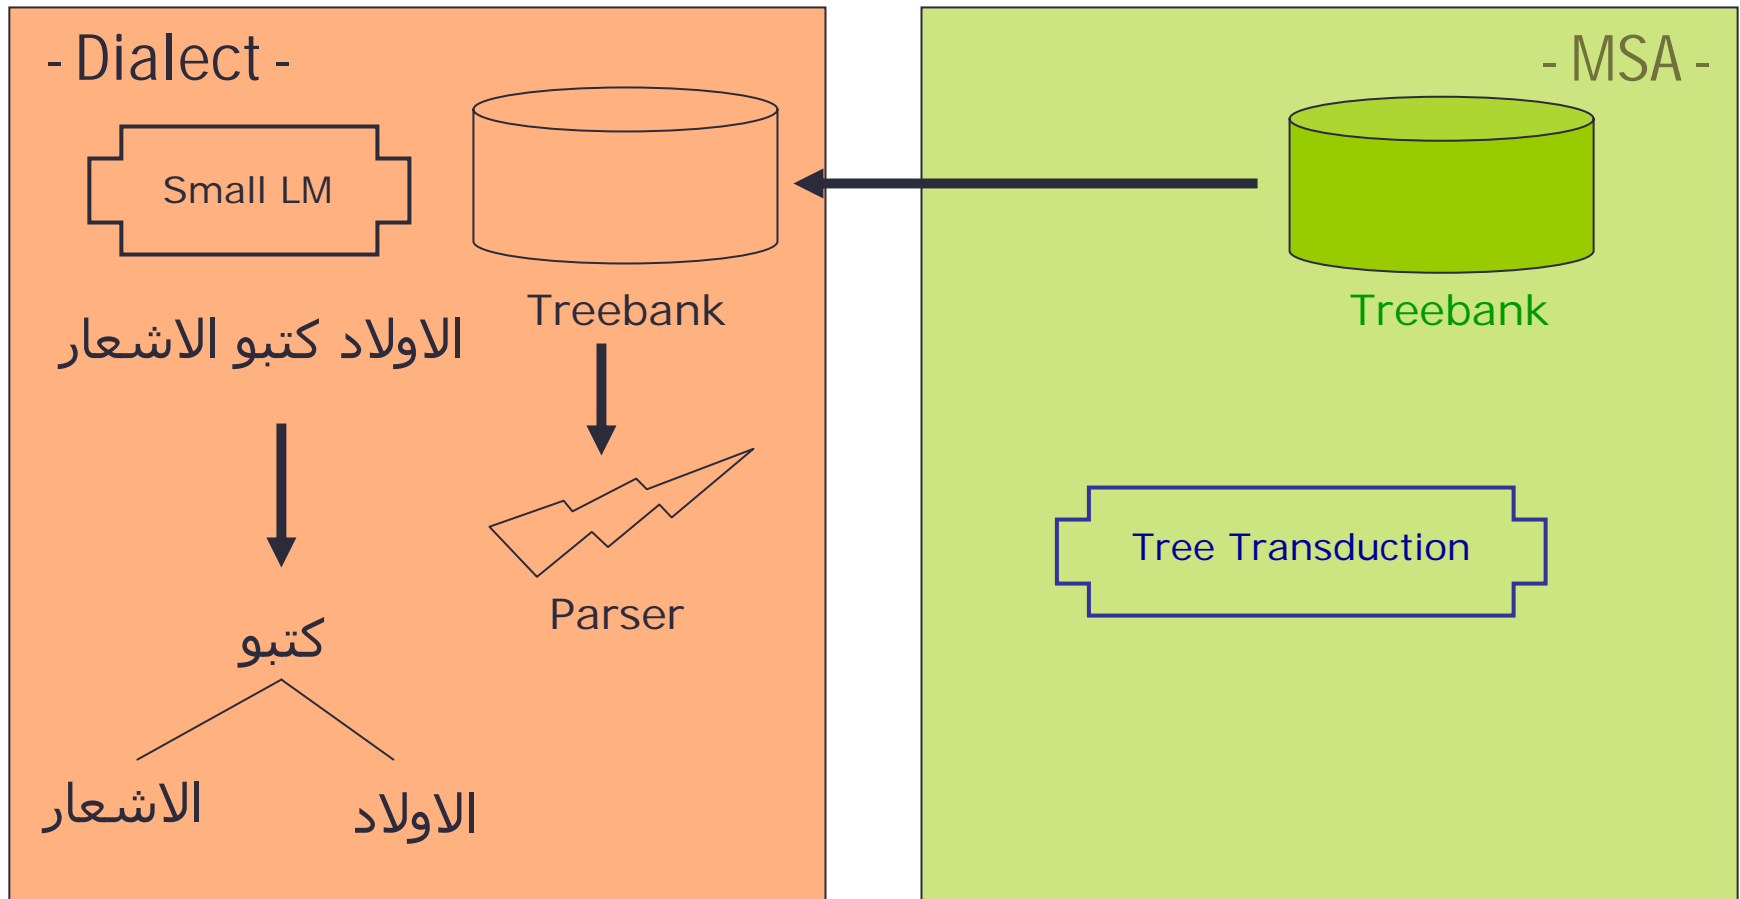 - Dialect -
Small LM
Treebank
الاولاد كتبو الاشعار
Parser
كتبو
الاشعار
الاولاد
- MSA -
Treebank
Tree Transduction